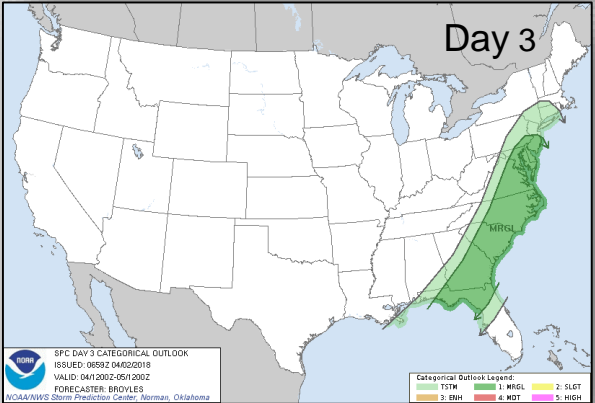 Day 3
MRGL
NOAA
SPC DAY 3 CATEGORICAL OUTLOOK
ISSUED: 0659Z 04/02/2018
VALID: 04/1200Z-05/1200Z
FORECASTER: BROYLES
NOAA/NWS Storm Prediction Center, Norman, Oklahoma
Categorical Outlook Legend:
TSTM 1: MRGL 2: SLGT
3: ENH 4: MDT 5: HIGH